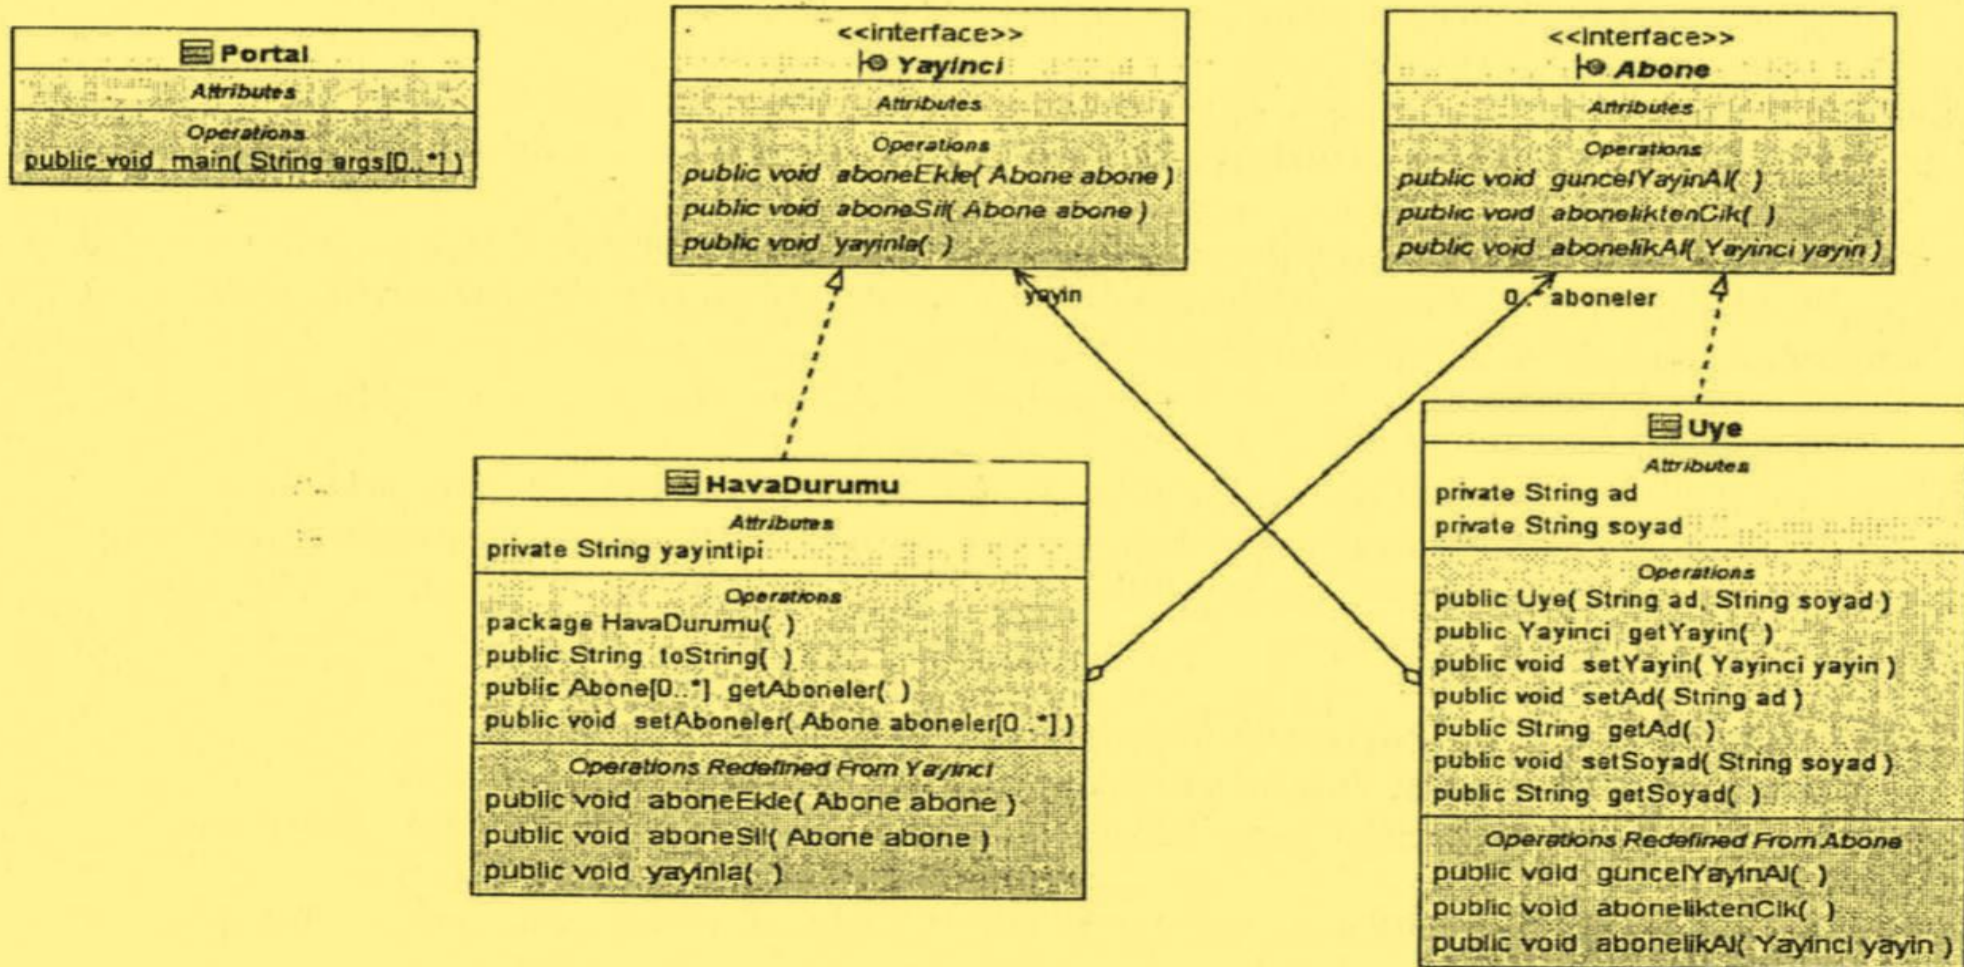 Portal
Attributes
Operations
public void main( String args[0..*] )
<<interface>>
Yayinci
Attributes
Operations
public void aboneEkle( Abone abone )
public void aboneSil( Abone abone )
public void yayinla( )
<<interface>>
Abone
Attributes
Operations
public void guncelYayinAl( )
public void aboneliktenCik( )
public void abonelikAl( Yayinci yayin )
yayin
0..* aboneler
HavaDurumu
Attributes
private String yayintipi
Operations
package HavaDurumu( )
public String toString( )
public Abone[0..*] getAboneler( )
public void setAboneler( Abone aboneler[0..*] )
Operations Redefined From Yayinci
public void aboneEkle( Abone abone )
public void aboneSil( Abone abone )
public void yayinla( )
Uye
Attributes
private String ad
private String soyad
Operations
public Uye( String ad, String soyad )
public Yayinci getYayin( )
public void setYayin( Yayinci yayin )
public void setAd( String ad )
public String getAd( )
public void setSoyad( String soyad )
public String getSoyad( )
Operations Redefined From Abone
public void guncelYayinAl( )
public void aboneliktenCik( )
public void abonelikAl( Yayinci yayin )